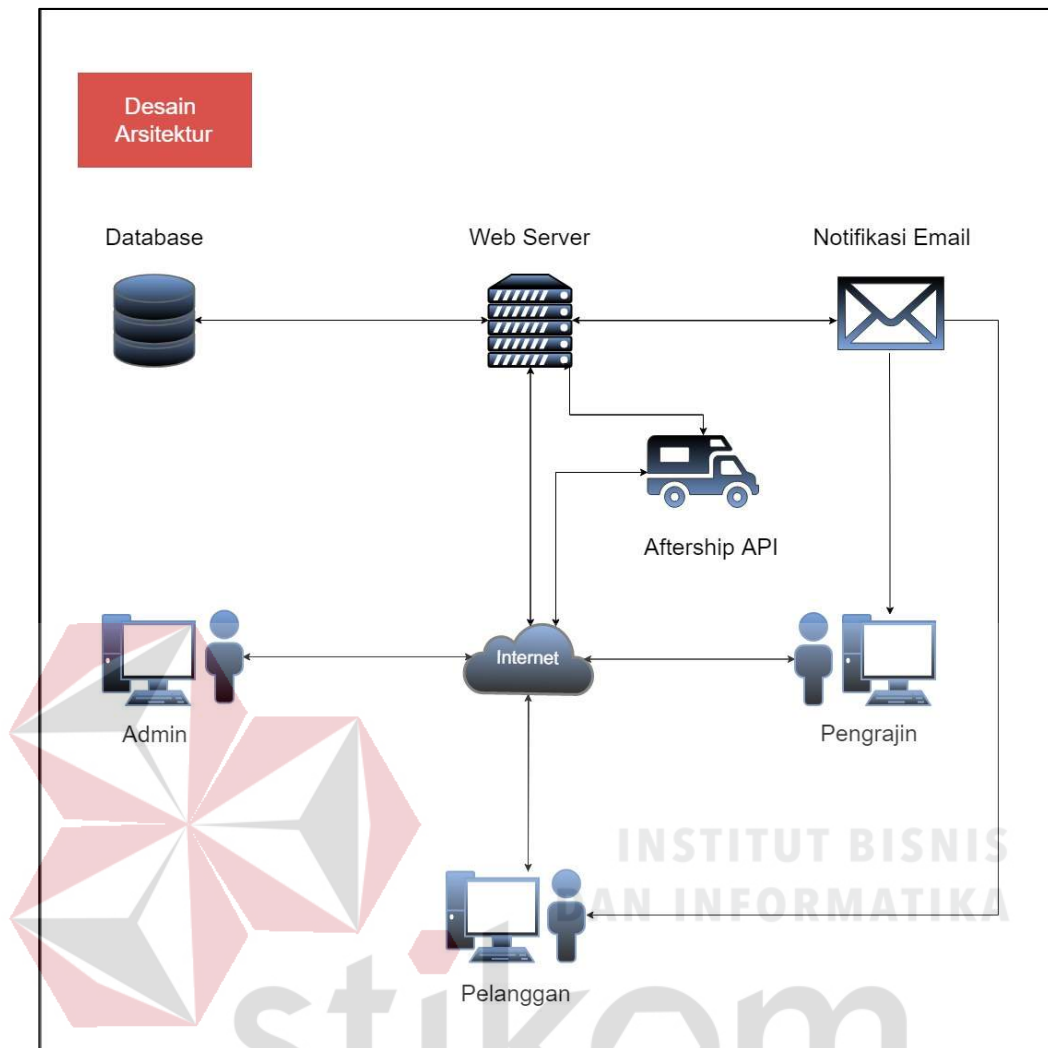 Desain
Arsitektur
Database
Web Server
Notifikasi Email
Aftership API
Internet
Admin
Pengrajin
INSTITUT BISNIS
DAN INFORMATIKA
Pelanggan
stikom